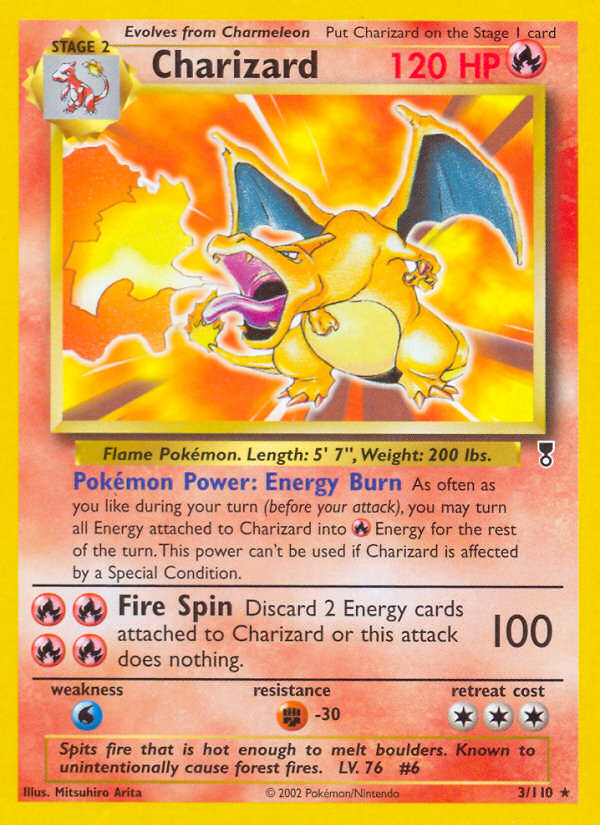 Evolves from Charmeleon Put Charizard on the Stage 1 card
STAGE 2
Charizard 120 HP
Flame Pokémon. Length: 5' 7", Weight: 200 lbs.
Pokémon Power: Energy Burn As often as
you like during your turn (before your attack), you may turn
all Energy attached to Charizard into Energy for the rest
of the turn. This power can't be used if Charizard is affected
by a Special Condition.
Fire Spin Discard 2 Energy cards
attached to Charizard or this attack
does nothing.
100
weakness resistance retreat cost
-30
Spits fire that is hot enough to melt boulders. Known to
unintentionally cause forest fires. LV. 76 #6
Illus. Mitsuhiro Arita © 2002 Pokémon/Nintendo 3/110 ★